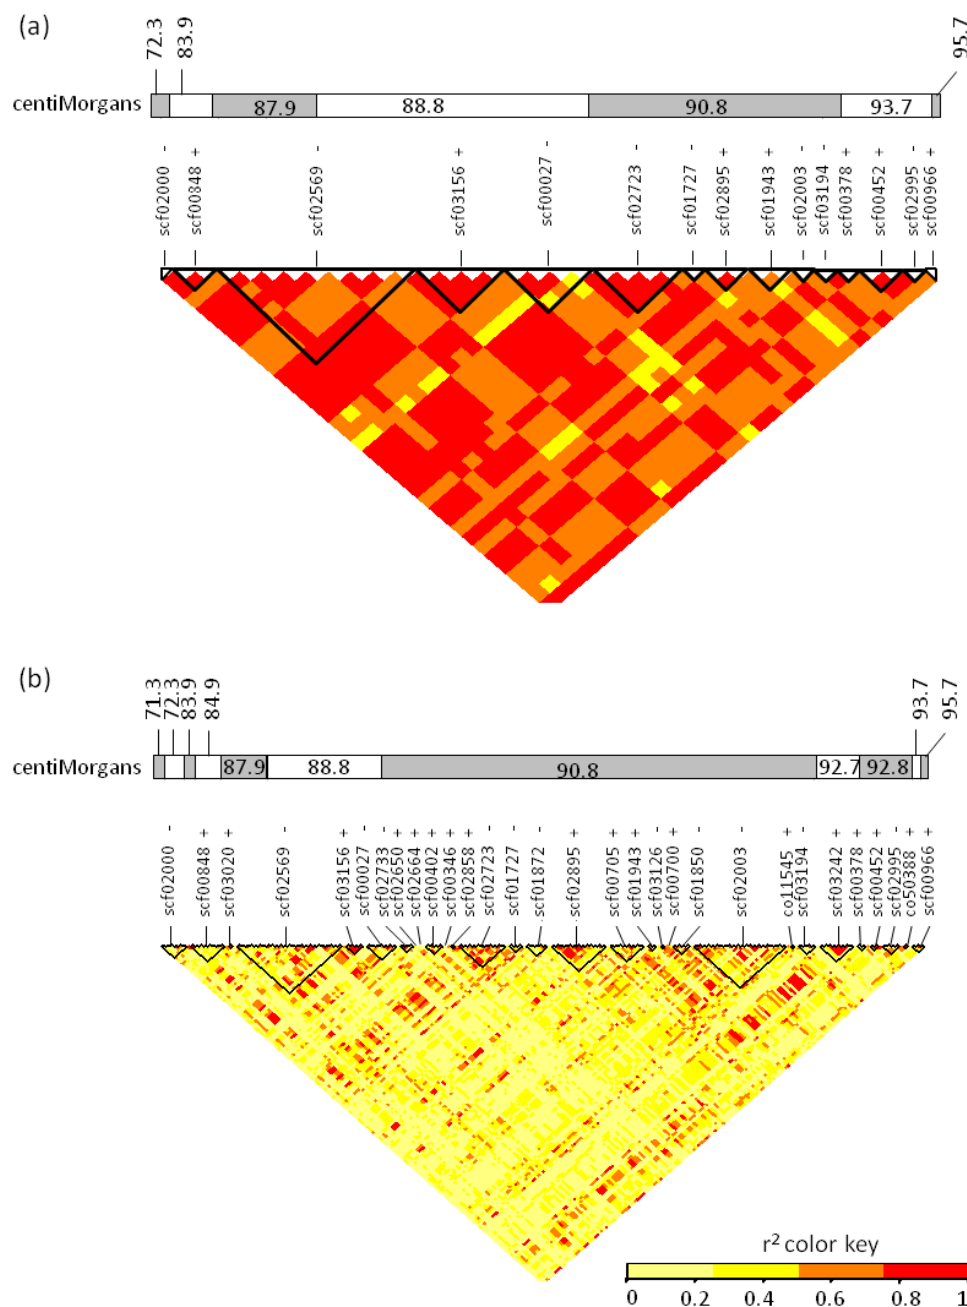 (a)
72.3 83.9 95.7
centiMorgans 87.9 88.8 90.8 93.7
scf02000 -
scf00848 +
scf02569 -
scf03156 +
scf00027 -
scf02723 -
scf01727 -
scf02895 +
scf01943 +
scf02003 -
scf03194 -
scf00378 +
scf00452 +
scf02995 -
scf00966 +
(b)
71.3 72.3 83.9 84.9 93.7 95.7
centiMorgans 87.9 88.8 90.8 92.7 92.8
scf02000 -
scf00848 +
scf03020 +
scf02569 -
scf03156 +
scf00027 -
scf02733 -
scf02650 +
scf02664 +
scf00402 +
scf00346 +
scf02858 +
scf02723 -
scf01727 -
scf01872 -
scf02895 +
scf00705 +
scf01943 +
scf03126 -
scf00700 +
scf01850 -
scf02003 -
co11545 +
scf03194 -
scf03242 +
scf00378 +
scf00452 +
scf02995 -
co50388 +
scf00966 +
r² color key
0 0.2 0.4 0.6 0.8 1